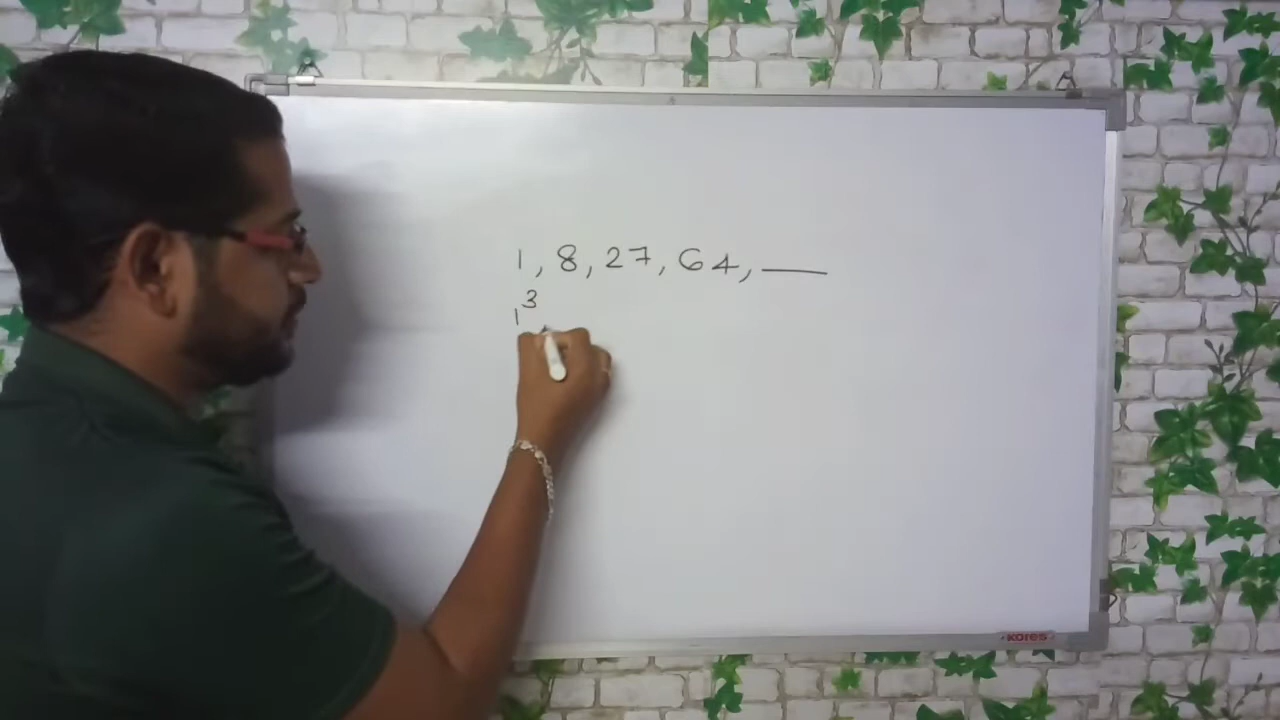 1, 8, 27, 64, ___
1³
kores